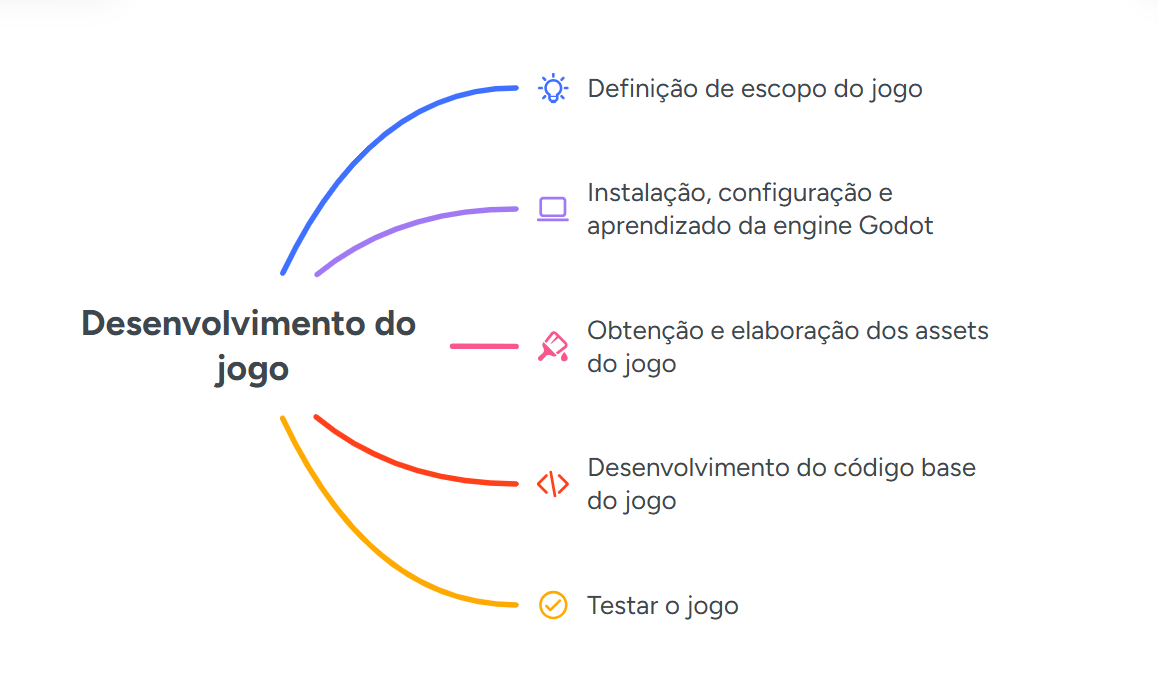 Definição de escopo do jogo
Instalação, configuração e
aprendizado da engine Godot
Desenvolvimento do
jogo
Obtenção e elaboração dos assets
do jogo
Desenvolvimento do código base
do jogo
Testar o jogo